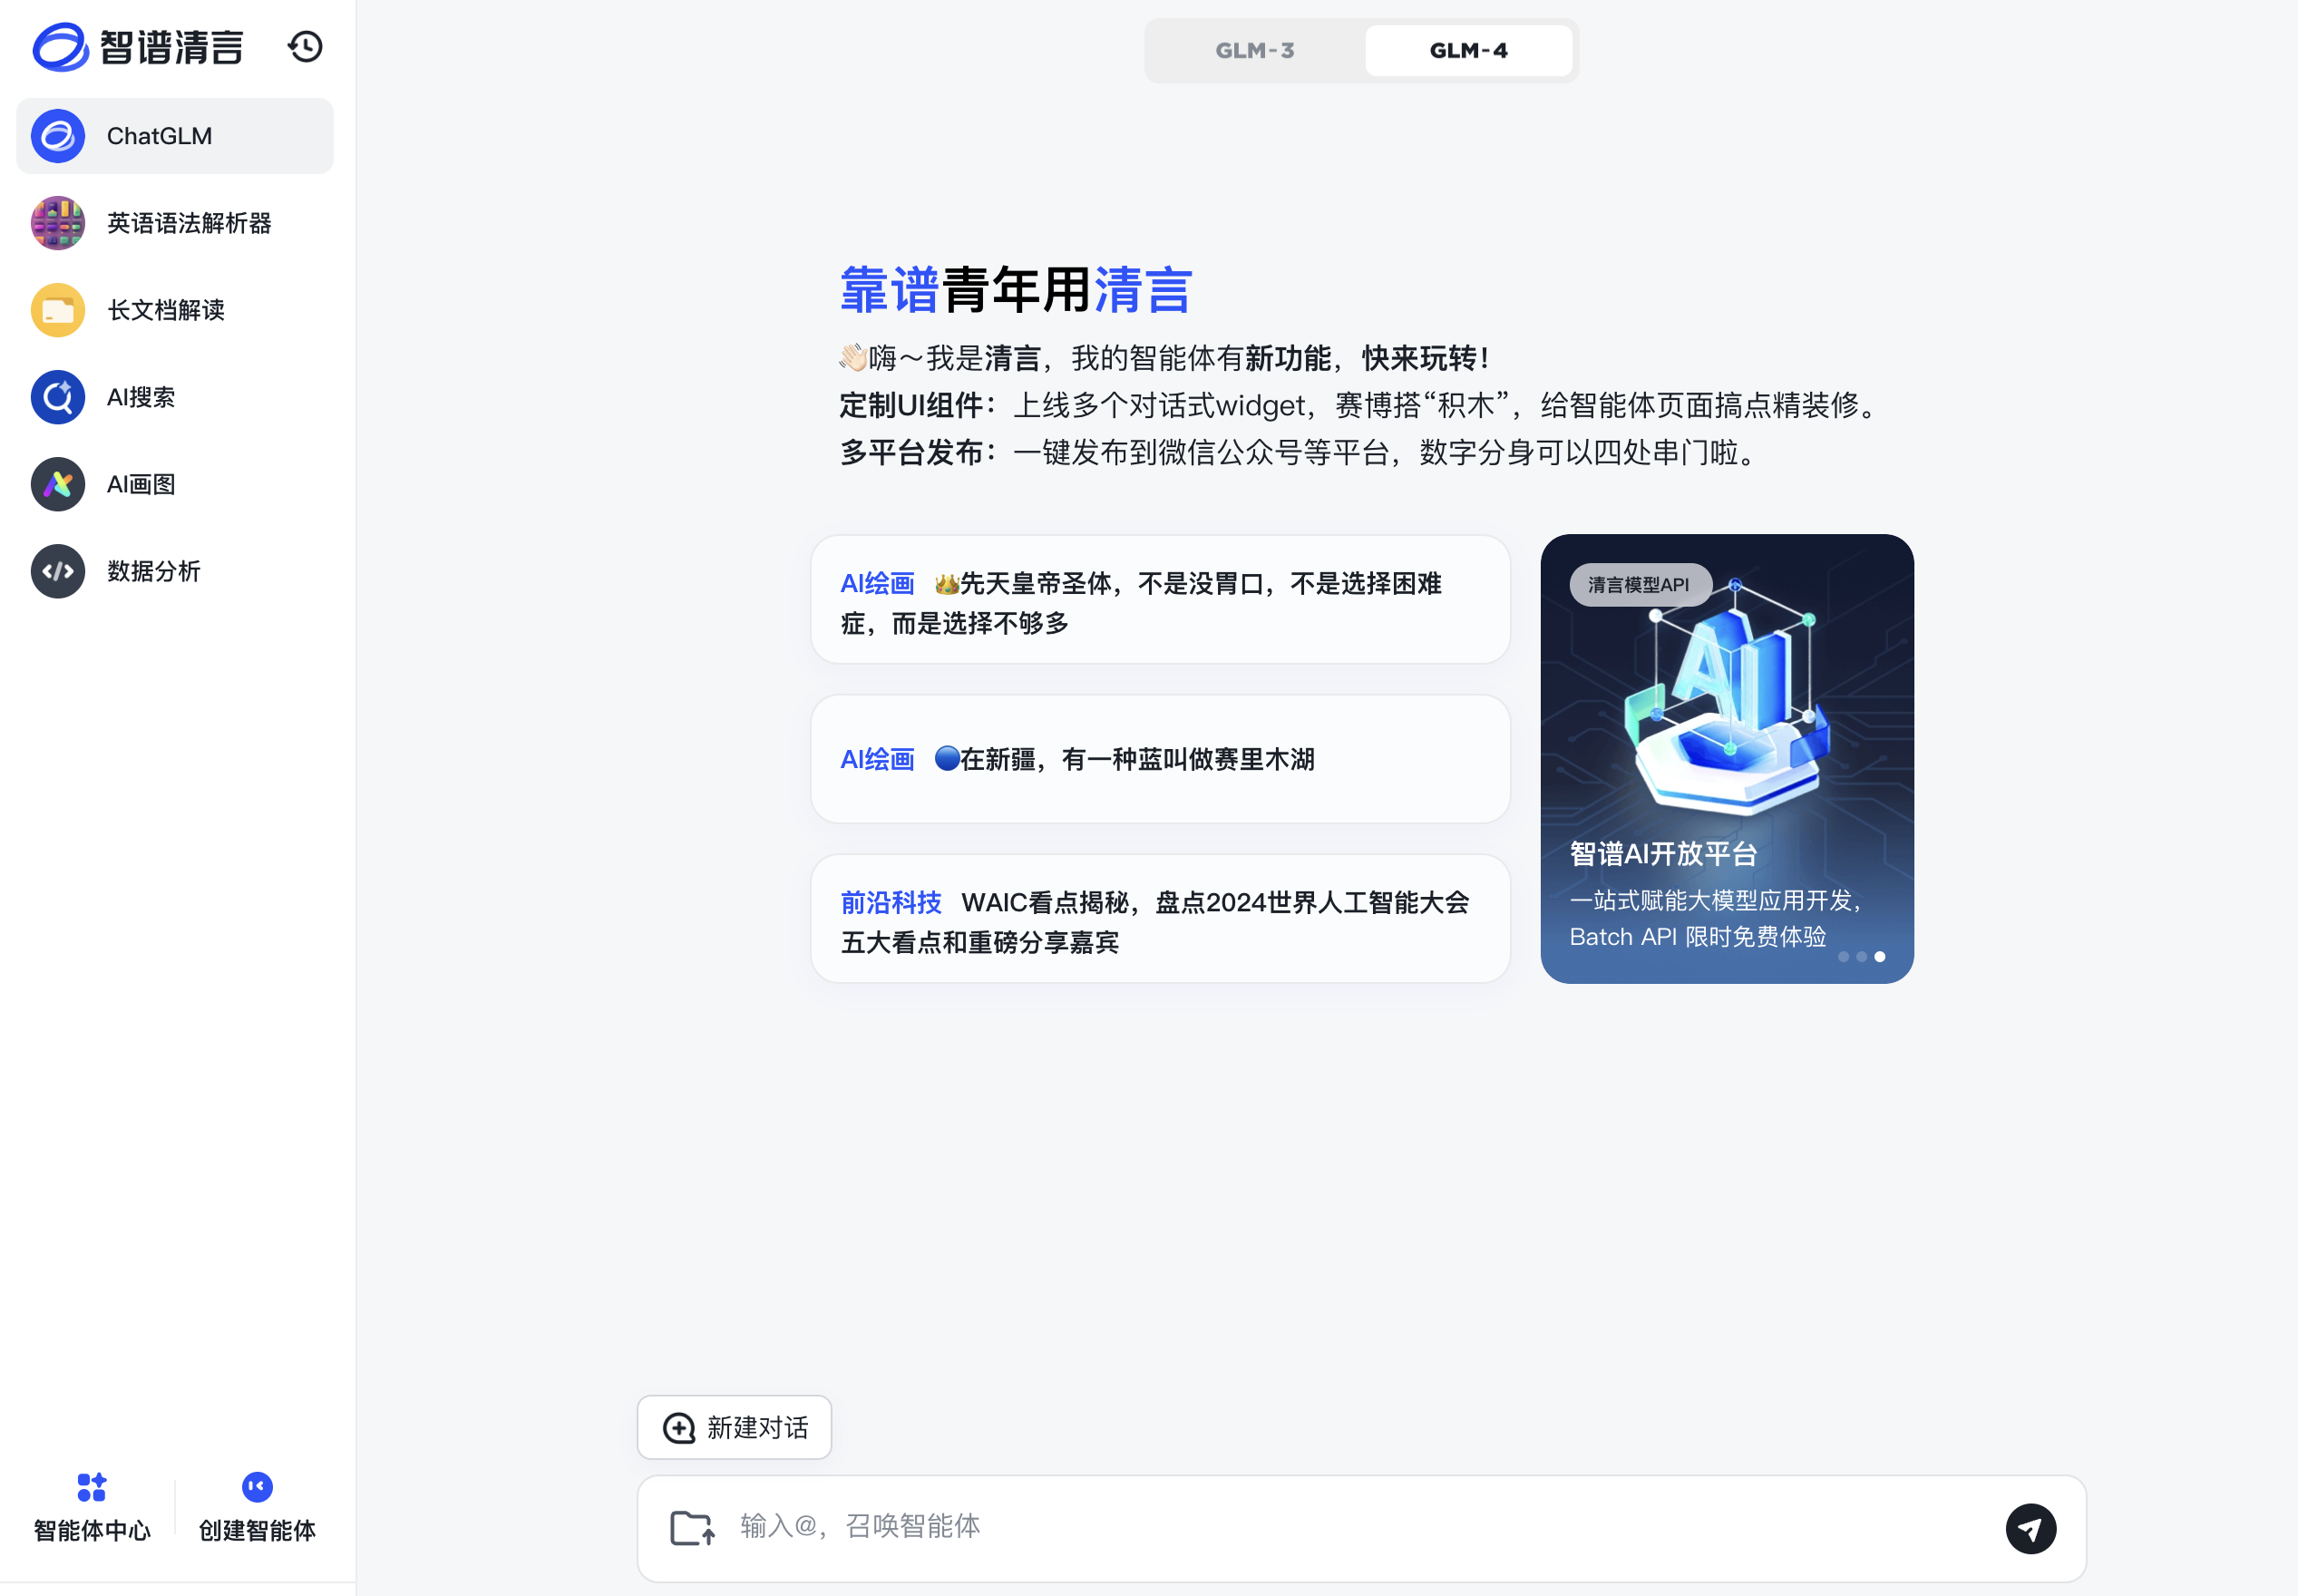 智谱清言
ChatGLM
英语语法解析器
长文档解读
AI搜索
AI画图
数据分析
智能体中心
创建智能体
GLM-3
GLM-4
靠谱青年用清言
👋🏻嗨～我是清言，我的智能体有新功能，快来玩转！
定制UI组件：上线多个对话式widget，赛博搭“积木”，给智能体页面搞点精装修。
多平台发布：一键发布到微信公众号等平台，数字分身可以四处串门啦。
AI绘画 👑先天皇帝圣体，不是没胃口，不是选择困难
症，而是选择不够多
AI绘画 🔵在新疆，有一种蓝叫做赛里木湖
前沿科技 WAIC看点揭秘，盘点2024世界人工智能大会
五大看点和重磅分享嘉宾
清言模型API
AI
智谱AI开放平台
一站式赋能大模型应用开发，
Batch API 限时免费体验
新建对话
输入@，召唤智能体